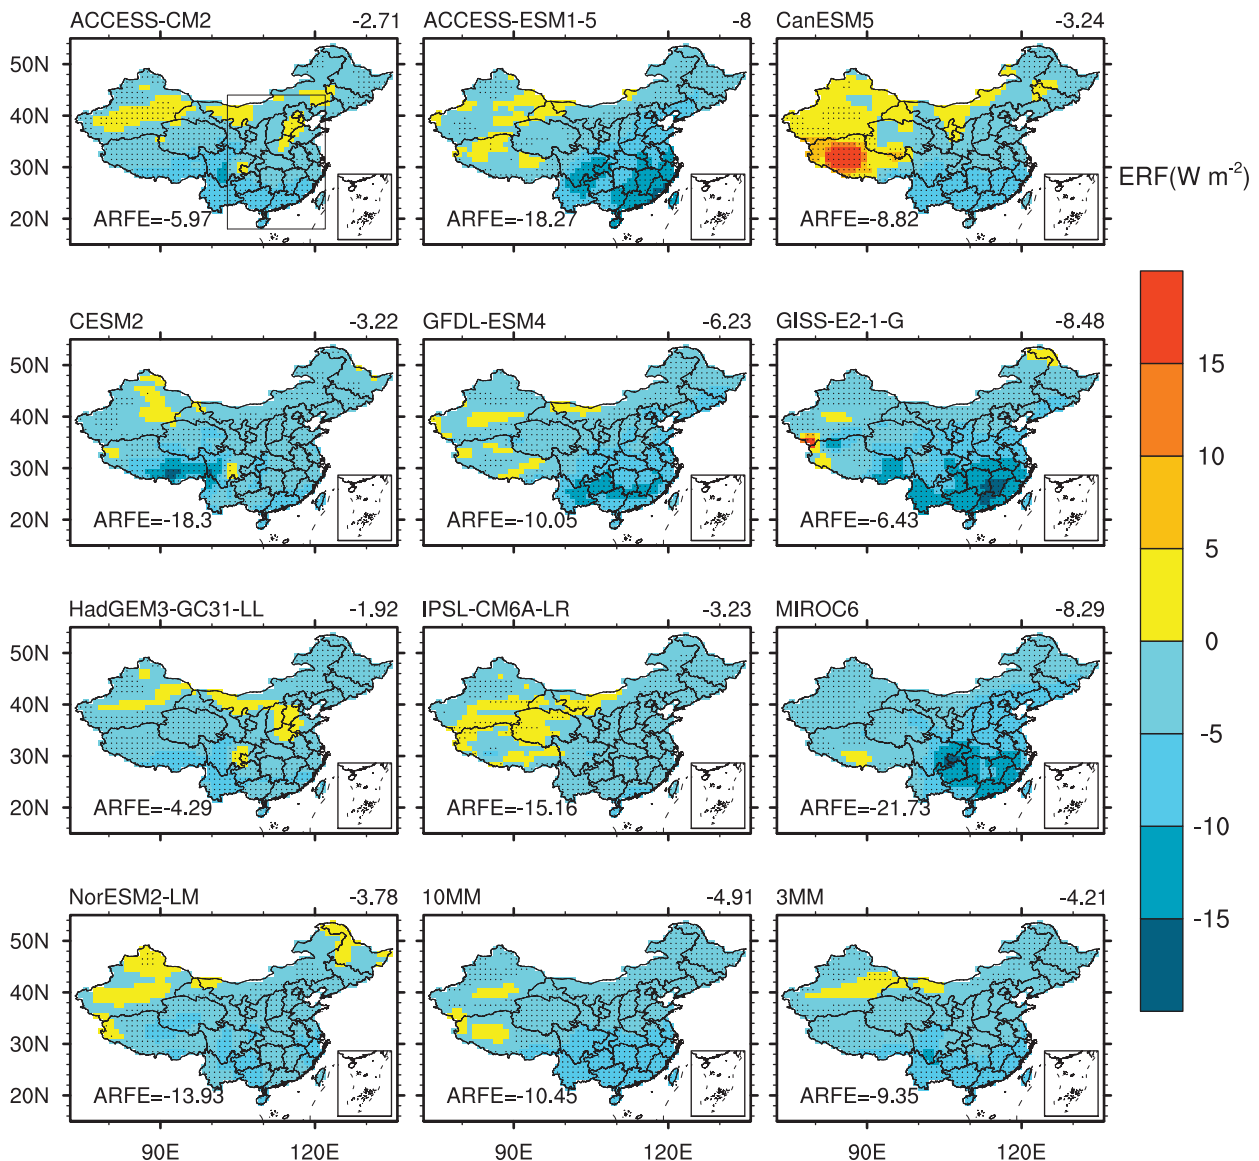 ACCESS-CM2 -2.71 ACCESS-ESM1-5 -8 CanESM5 -3.24
50N
40N
30N
20N
ARFE=-5.97 ARFE=-18.27 ARFE=-8.82
ERF(W m⁻²)
CESM2 -3.22 GFDL-ESM4 -6.23 GISS-E2-1-G -8.48
50N
40N
30N
20N
ARFE=-18.3 ARFE=-10.05 ARFE=-6.43
HadGEM3-GC31-LL -1.92 IPSL-CM6A-LR -3.23 MIROC6 -8.29
50N
40N
30N
20N
ARFE=-4.29 ARFE=-15.16 ARFE=-21.73
NorESM2-LM -3.78 10MM -4.91 3MM -4.21
50N
40N
30N
20N
ARFE=-13.93 ARFE=-10.45 ARFE=-9.35
90E 120E 90E 120E 90E 120E
15
10
5
0
-5
-10
-15